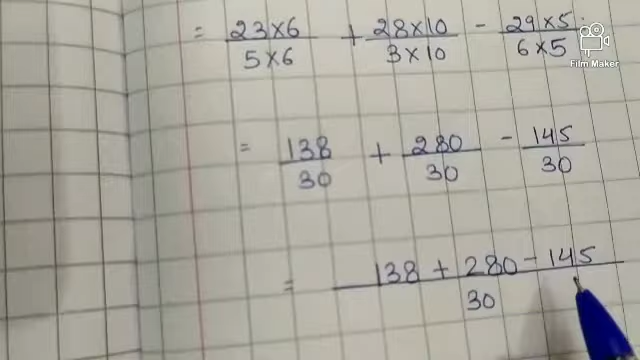 = 23×6/5×6 + 28×10/3×10 - 29×5/6×5
Film Maker
= 138/30 + 280/30 - 145/30
= 138 + 280 - 145/30